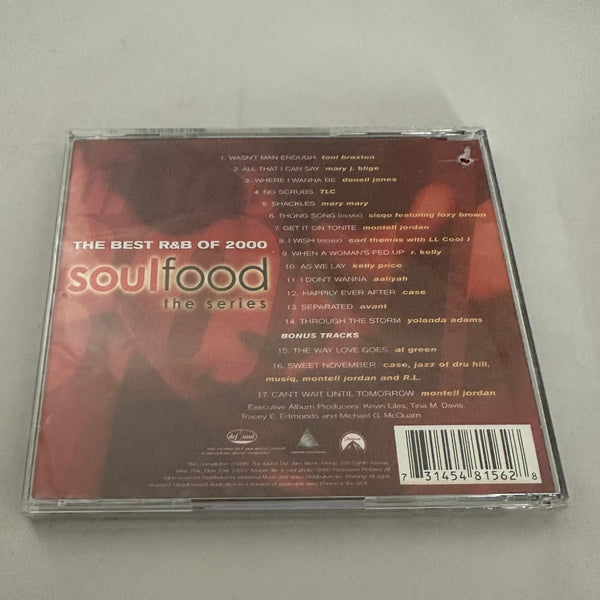 1. WASN'T MAN ENOUGH toni braxton
2. ALL THAT I CAN SAY mary j. blige
3. WHERE I WANNA BE donell jones
4. NO SCRUBS TLC
5. SHACKLES mary mary
6. THONG SONG (REMIX) sisqo featuring foxy brown
7. GET IT ON TONITE montell jordan
8. I WISH (REMIX) carl thomas with LL Cool J
9. WHEN A WOMAN'S FED UP r. kelly
10. AS WE LAY kelly price
11. I DON'T WANNA aaliyah
12. HAPPILY EVER AFTER case
13. SEPARATED avant
14. THROUGH THE STORM yolanda adams
BONUS TRACKS
15. THE WAY LOVE GOES al green
16. SWEET NOVEMBER case, jazz of dru hill,
musiq, montell jordan and R.L.
17. CAN'T WAIT UNTIL TOMORROW montell jordan
Executive Album Producers: Kevin Liles, Tina M. Davis,
Tracey E. Edmonds and Michael G. McQuarn
THE BEST R&B OF 2000
soulfood
the series
def soul
Paramount
7 31454 81562 8